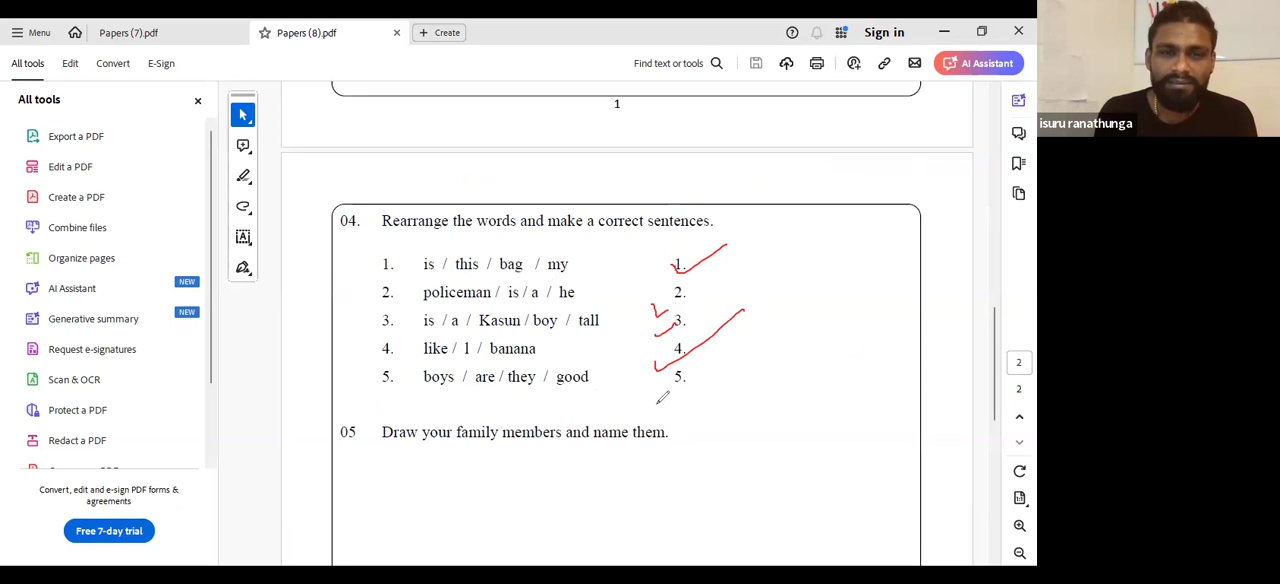 Menu
Papers (7).pdf
Papers (8).pdf
Create
Sign in
All tools
Edit
Convert
E-Sign
Find text or tools
AI Assistant
All tools
Export a PDF
Edit a PDF
Create a PDF
Combine files
Organize pages
AI Assistant NEW
Generative summary NEW
Request e-signatures
Scan & OCR
Protect a PDF
Redact a PDF
Convert, edit and e-sign PDF forms &
agreements
Free 7-day trial
1
04. Rearrange the words and make a correct sentences.
1. is / this / bag / my 1.
2. policeman / is / a / he 2.
3. is / a / Kasun / boy / tall 3.
4. like / 1 / banana 4.
5. boys / are / they / good 5.
05 Draw your family members and name them.
2
2
isuru ranathunga